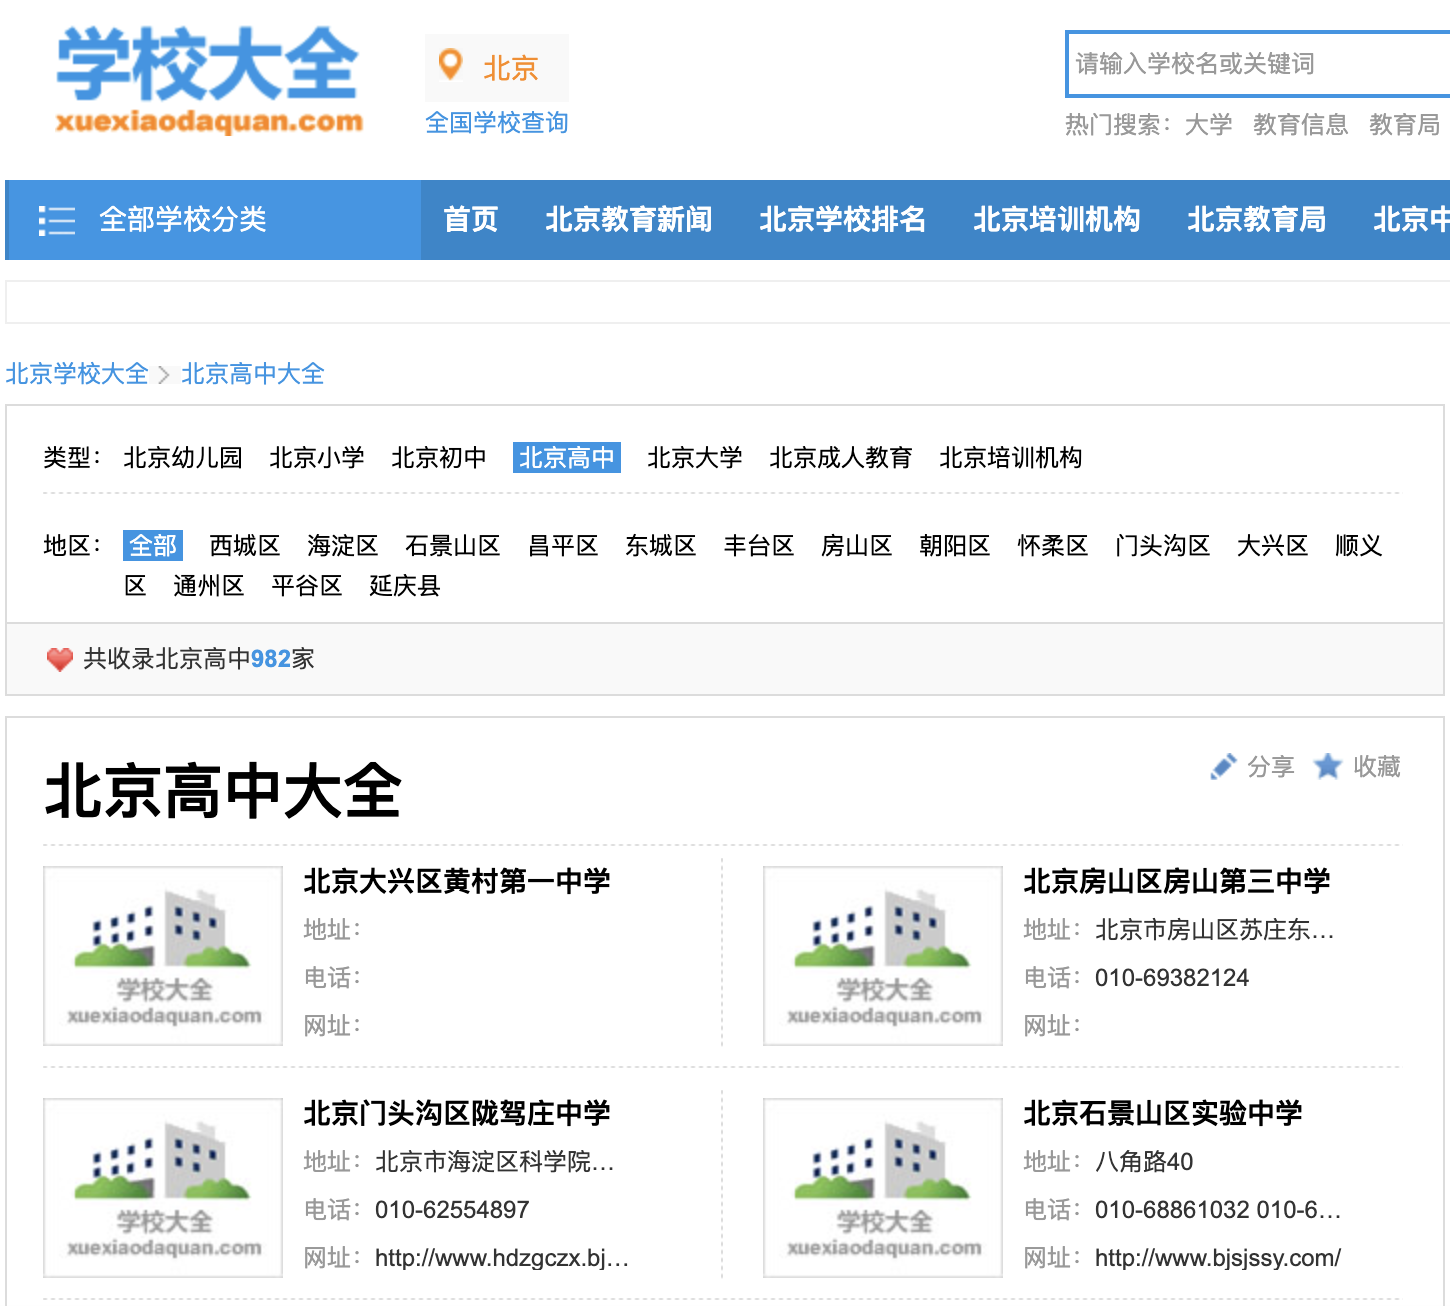 学校大全
xuexiaodaquan.com
北京
全国学校查询
请输入学校名或关键词
热门搜索：大学 教育信息 教育局
全部学校分类 首页 北京教育新闻 北京学校排名 北京培训机构 北京教育局 北京中
北京学校大全 > 北京高中大全
类型： 北京幼儿园 北京小学 北京初中 北京高中 北京大学 北京成人教育 北京培训机构
地区： 全部 西城区 海淀区 石景山区 昌平区 东城区 丰台区 房山区 朝阳区 怀柔区 门头沟区 大兴区 顺义
区 通州区 平谷区 延庆县
共收录北京高中982家
北京高中大全
分享 收藏
学校大全
xuexiaodaquan.com
北京大兴区黄村第一中学
地址：
电话：
网址：
学校大全
xuexiaodaquan.com
北京房山区房山第三中学
地址：北京市房山区苏庄东…
电话：010-69382124
网址：
学校大全
xuexiaodaquan.com
北京门头沟区陇驾庄中学
地址：北京市海淀区科学院…
电话：010-62554897
网址：http://www.hdzgczx.bj…
学校大全
xuexiaodaquan.com
北京石景山区实验中学
地址：八角路40
电话：010-68861032 010-6…
网址：http://www.bjsjssy.com/